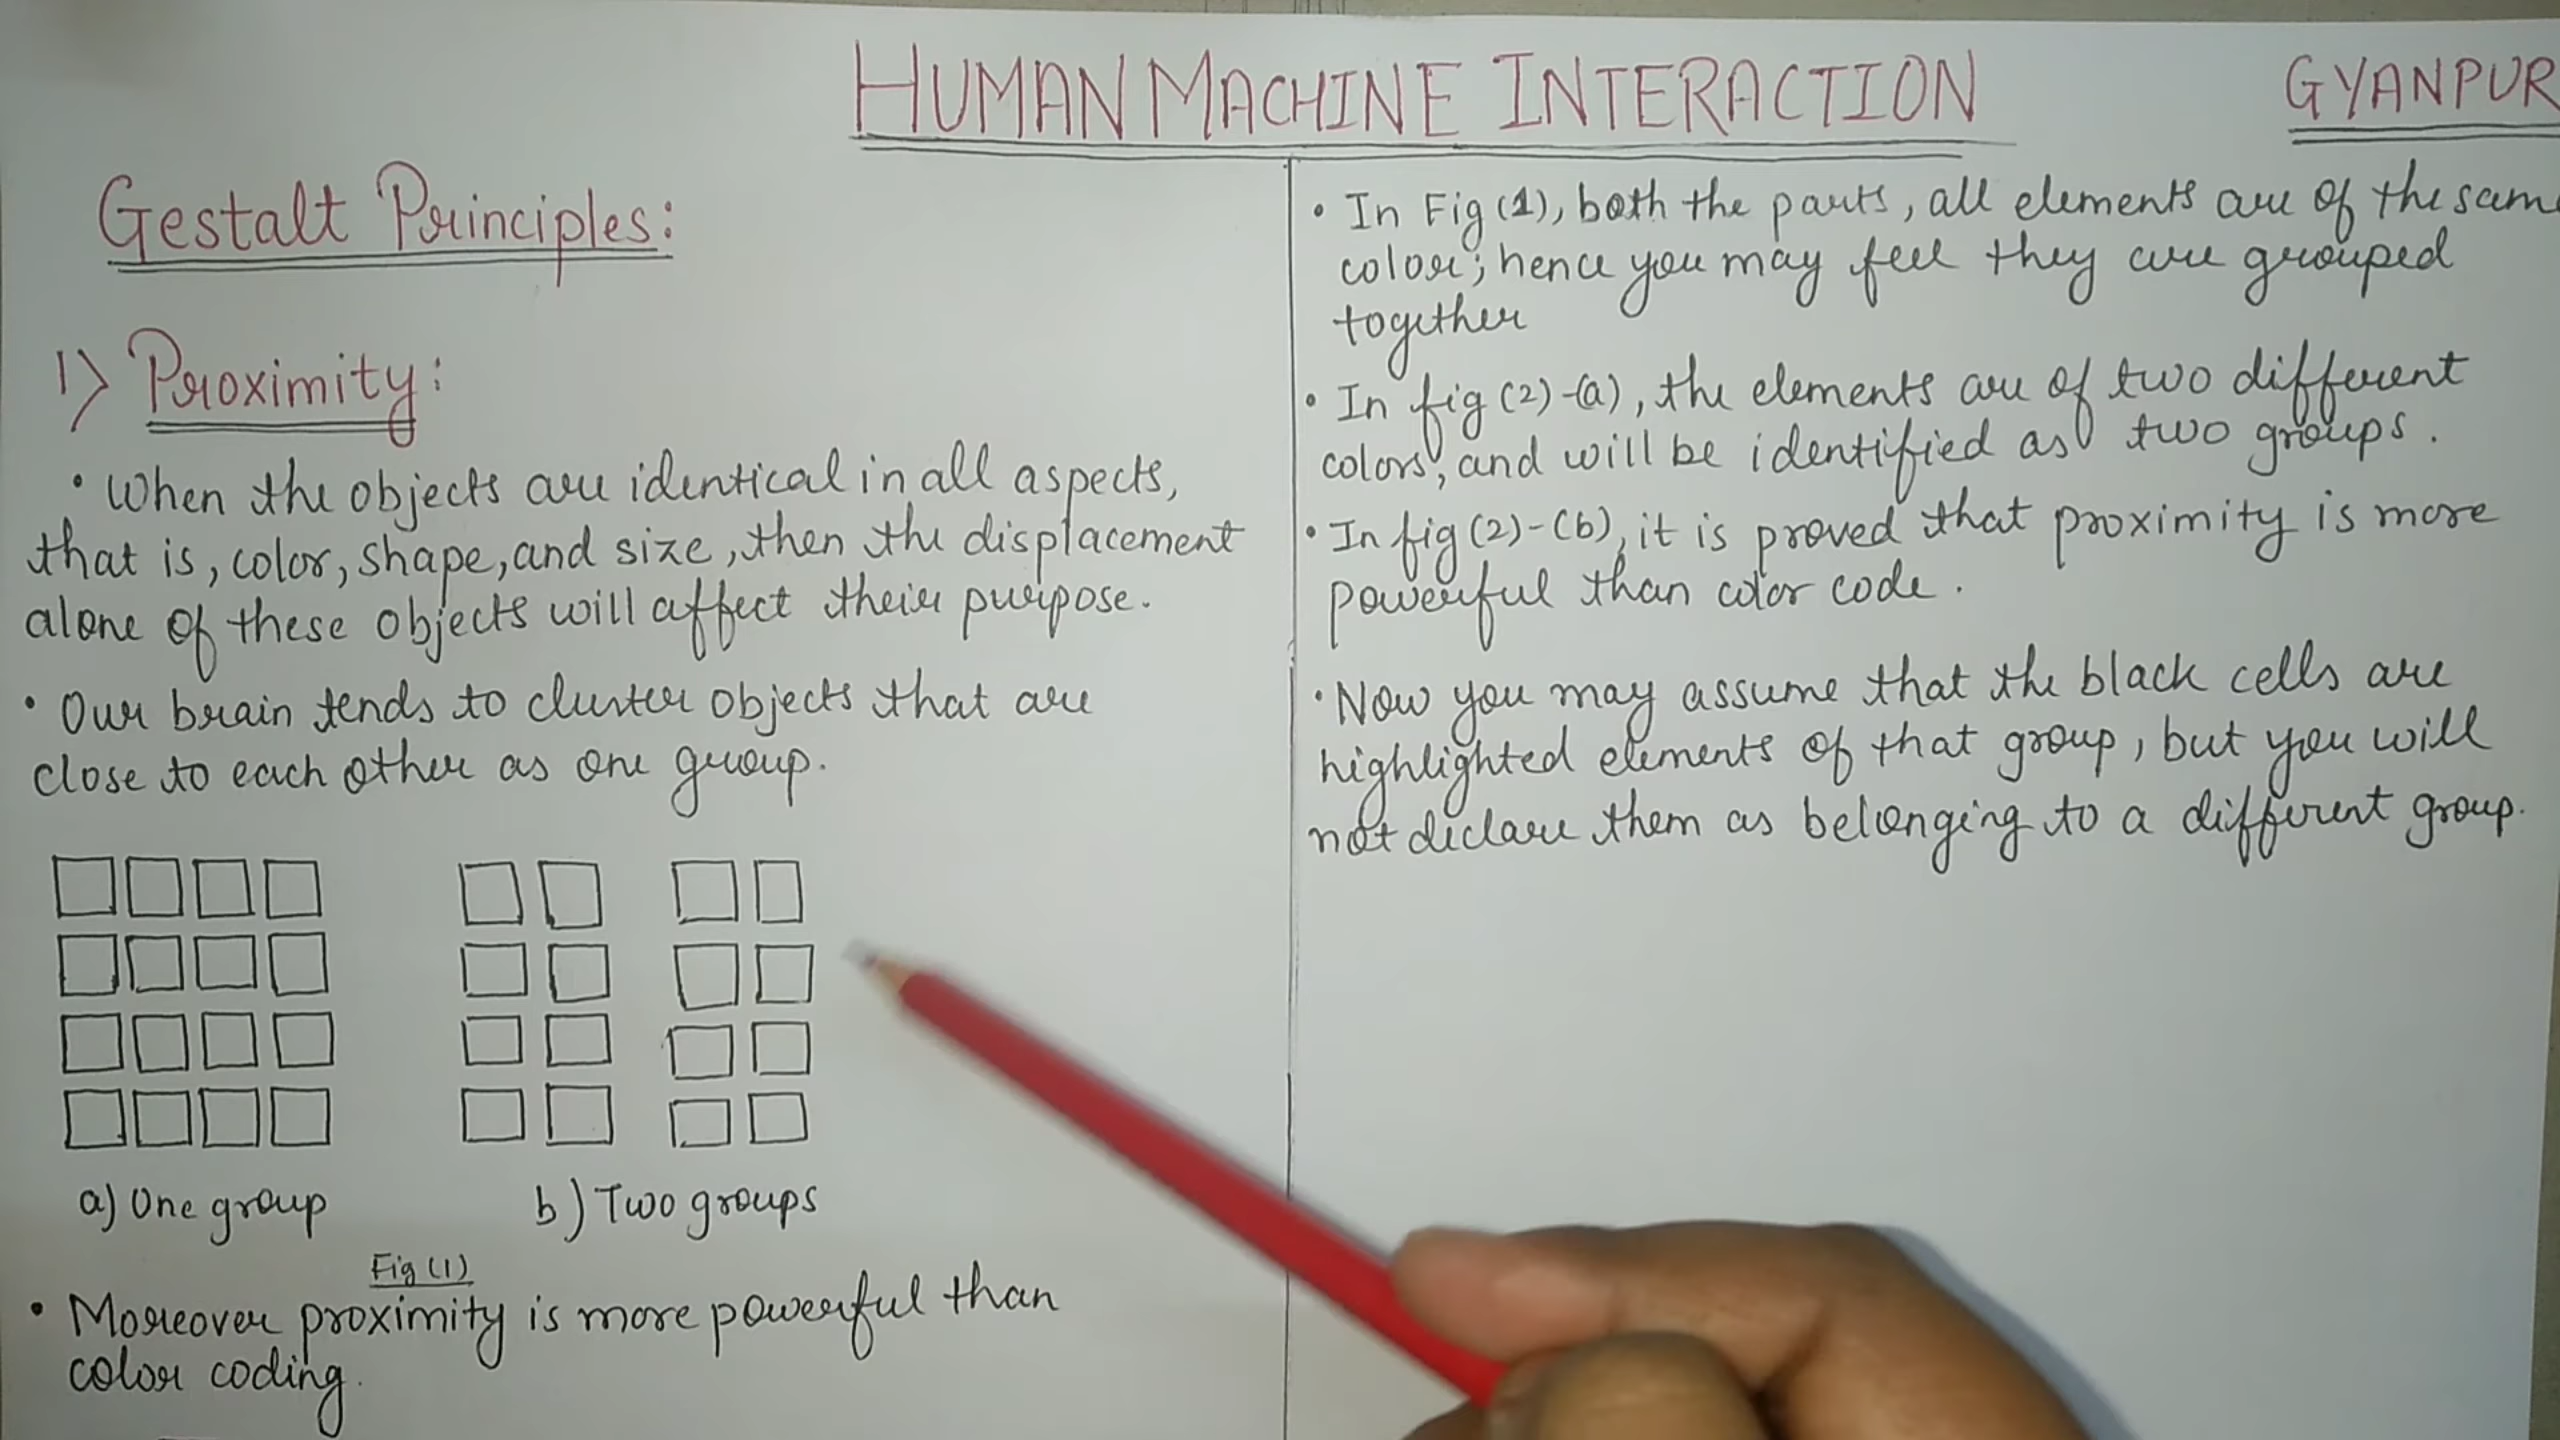 HUMAN MACHINE INTERACTION
GYANPUR
Gestalt Principles:
1) Proximity:
• When the objects are identical in all aspects,
that is, color, shape, and size, then the displacement
alone of these objects will affect their purpose.
• Our brain tends to cluster objects that are
close to each other as one group.
a) One group
b) Two groups
Fig (1)
• Moreover proximity is more powerful than
color coding.
• In Fig (1), both the parts, all elements are of the same
color; hence you may feel they are grouped
together
• In fig (2)-(a), the elements are of two different
colors, and will be identified as two groups.
• In fig (2)-(b), it is proved that proximity is more
powerful than color code.
• Now you may assume that the black cells are
highlighted elements of that group, but you will
not declare them as belonging to a different group.